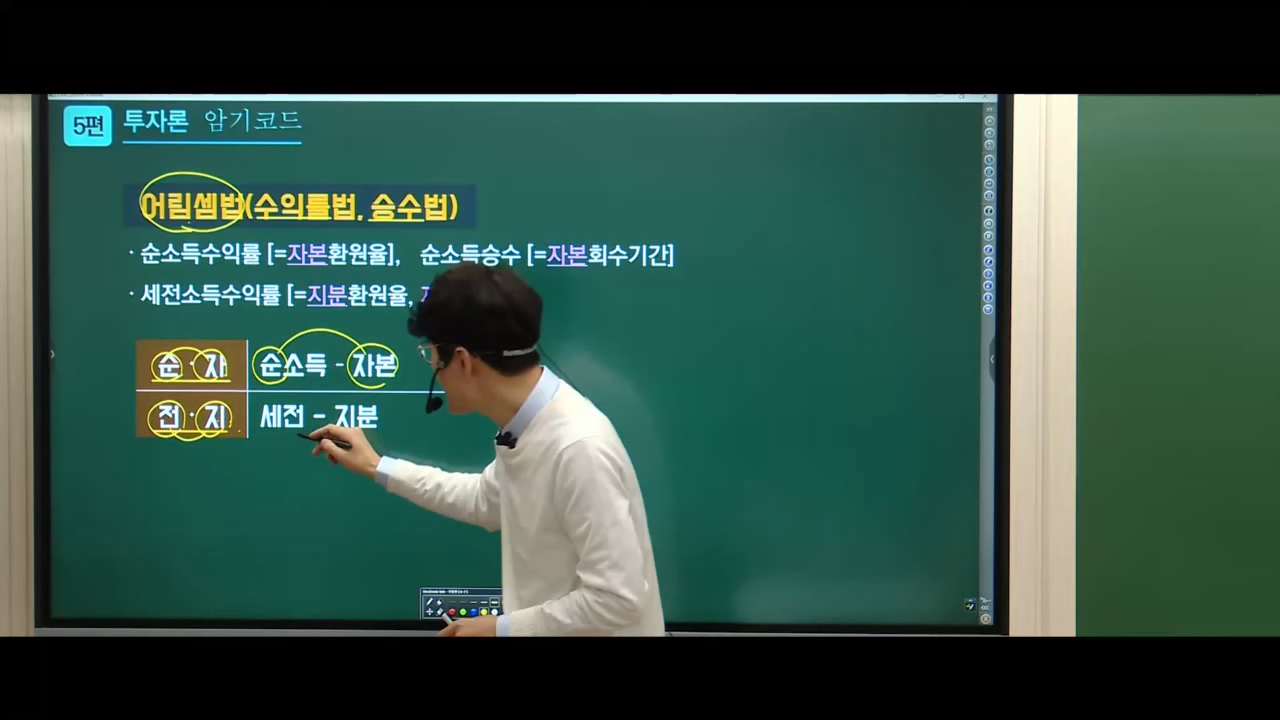 5편 투자론 암기코드
어림셈법(수익률법, 승수법)
· 순소득수익률 [=자본환원율], 순소득승수 [=자본회수기간]
· 세전소득수익률 [=지분환원율,
순 · 자 순소득 - 자본
전 · 지 세전 - 지분